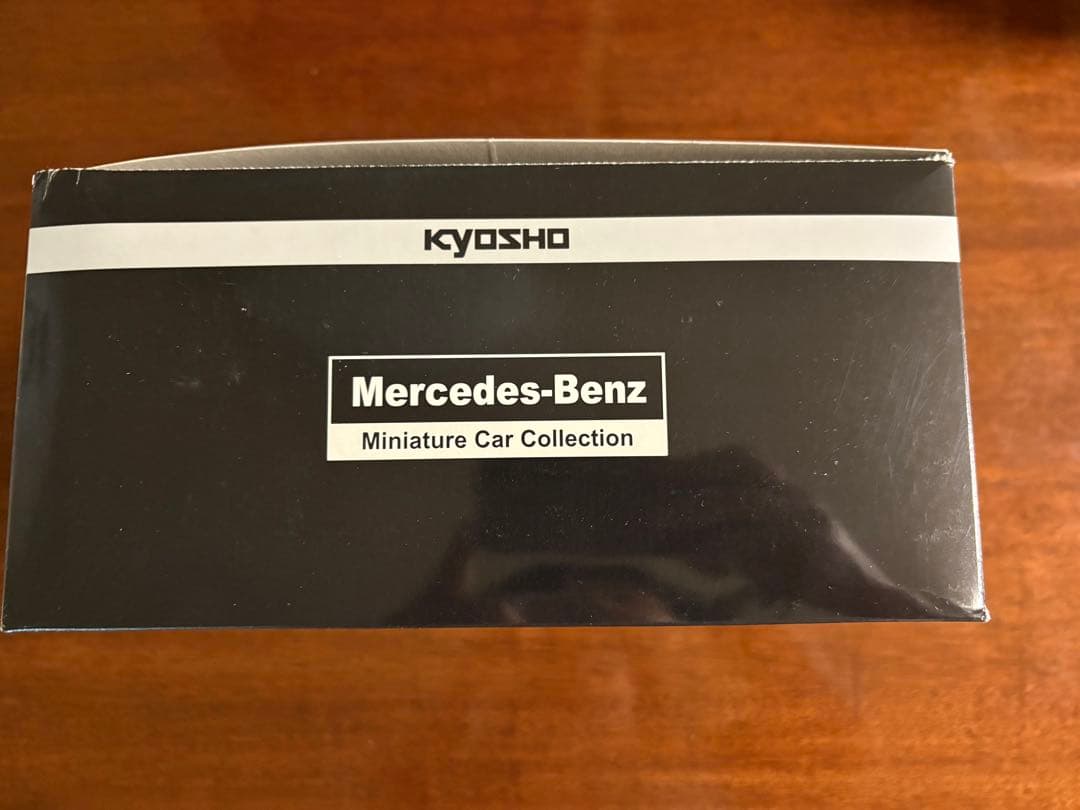 KYOSHO
Mercedes-Benz
Miniature Car Collection